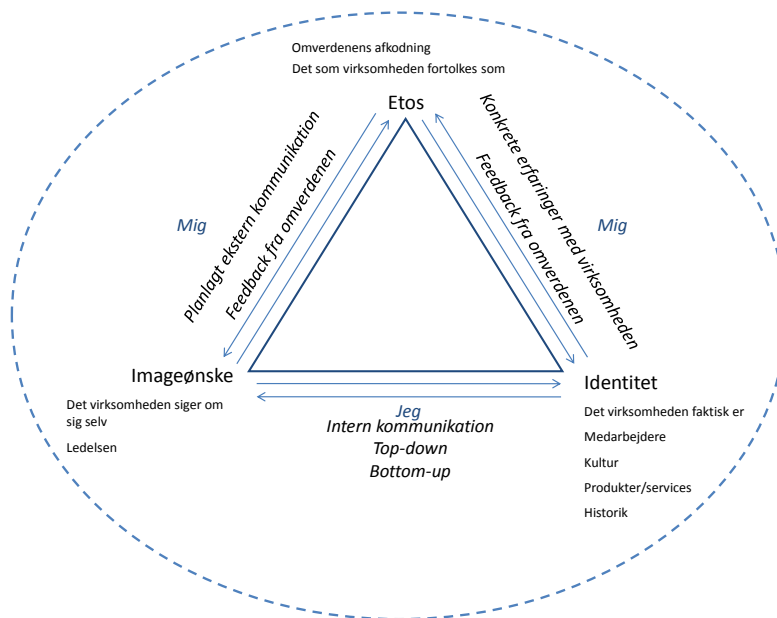 Omverdenens afkodning
Det som virksomheden fortolkes som
Etos
Planlagt ekstern kommunikation
Feedback fra omverdenen
Mig
Konkrete erfaringer med virksomheden
Feedback fra omverdenen
Mig
Imageønske
Det virksomheden siger om
sig selv
Ledelsen
Jeg
Intern kommunikation
Top-down
Bottom-up
Identitet
Det virksomheden faktisk er
Medarbejdere
Kultur
Produkter/services
Historik